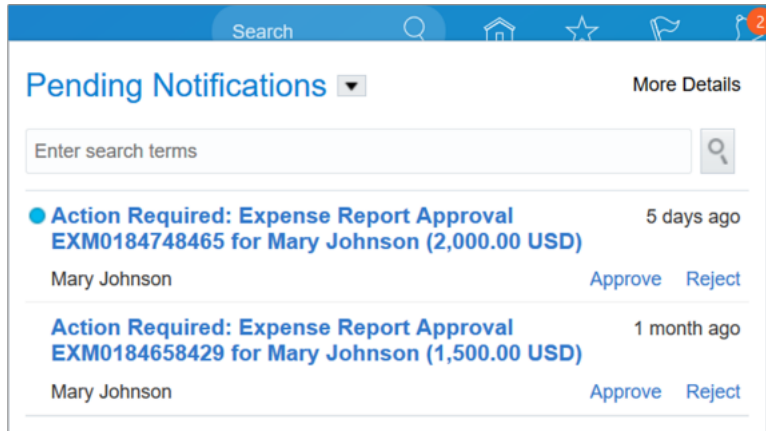 Search
2
Pending Notifications
More Details
Enter search terms
Action Required: Expense Report Approval
5 days ago
EXM0184748465 for Mary Johnson (2,000.00 USD)
Mary Johnson
Approve Reject
Action Required: Expense Report Approval
1 month ago
EXM0184658429 for Mary Johnson (1,500.00 USD)
Mary Johnson
Approve Reject